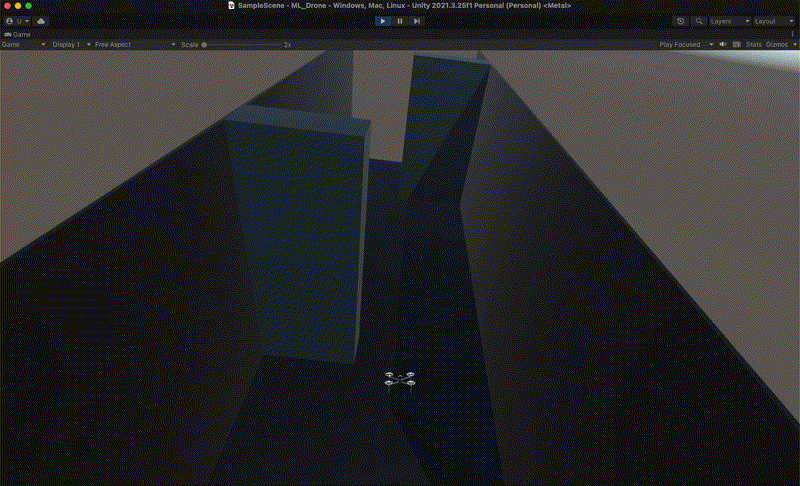 SampleScene - ML_Drone - Windows, Mac, Linux - Unity 2021.3.25f1 Personal (Personal) <Metal>
U Layers Layout
Game
Game Display 1 Free Aspect Scale 2x Play Focused Stats Gizmos